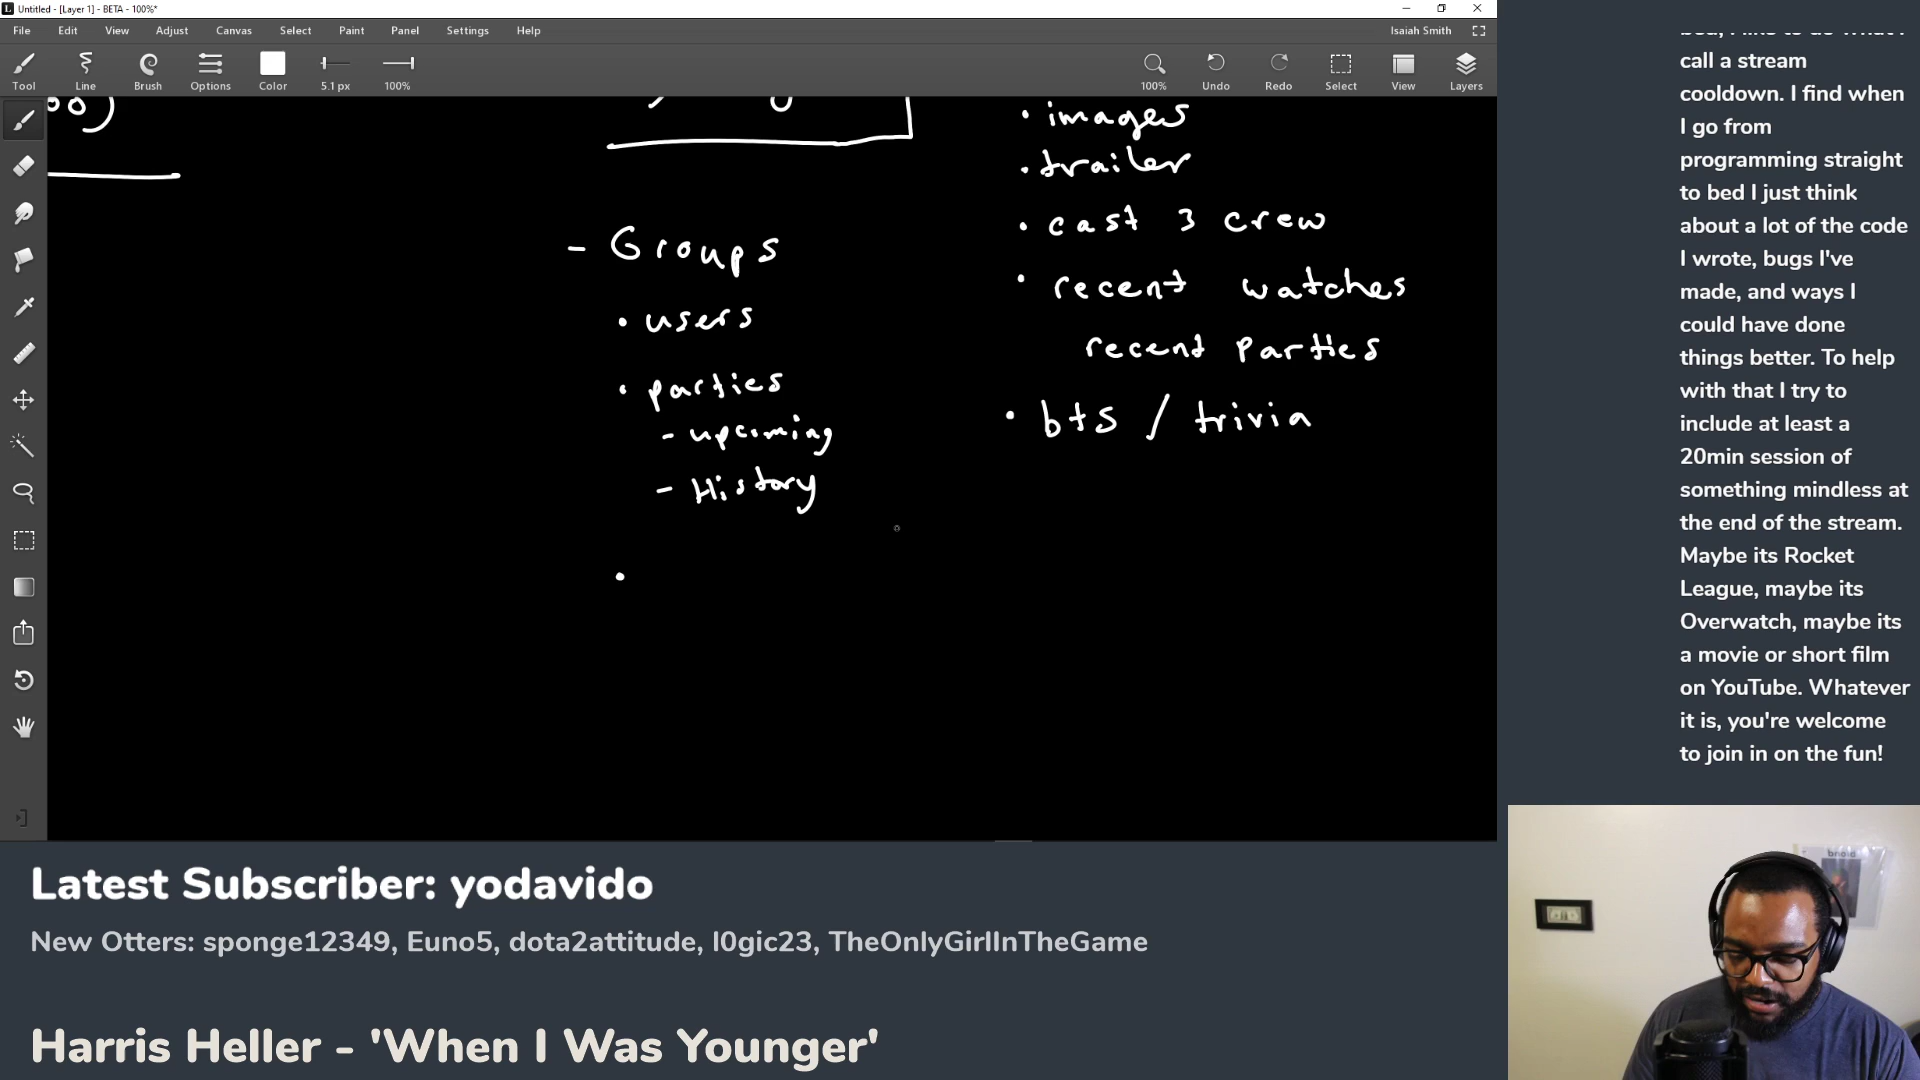 Untitled - [Layer 1] - BETA - 100%*
File Edit View Adjust Canvas Select Paint Panel Settings Help Isaiah Smith
Tool Line Brush Options Color 5.1 px 100% 100% Undo Redo Select View Layers
• images
• trailer
• cast 3 crew
• recent watches
recent parties
• bts / trivia
- Groups
• users
• parties
- upcoming
- History
•
call a stream
cooldown. I find when
I go from
programming straight
to bed I just think
about a lot of the code
I wrote, bugs I've
made, and ways I
could have done
things better. To help
with that I try to
include at least a
20min session of
something mindless at
the end of the stream.
Maybe its Rocket
League, maybe its
Overwatch, maybe its
a movie or short film
on YouTube. Whatever
it is, you're welcome
to join in on the fun!
Latest Subscriber: yodavido
New Otters: sponge12349, Euno5, dota2attitude, l0gic23, TheOnlyGirlInTheGame
Harris Heller - 'When I Was Younger'